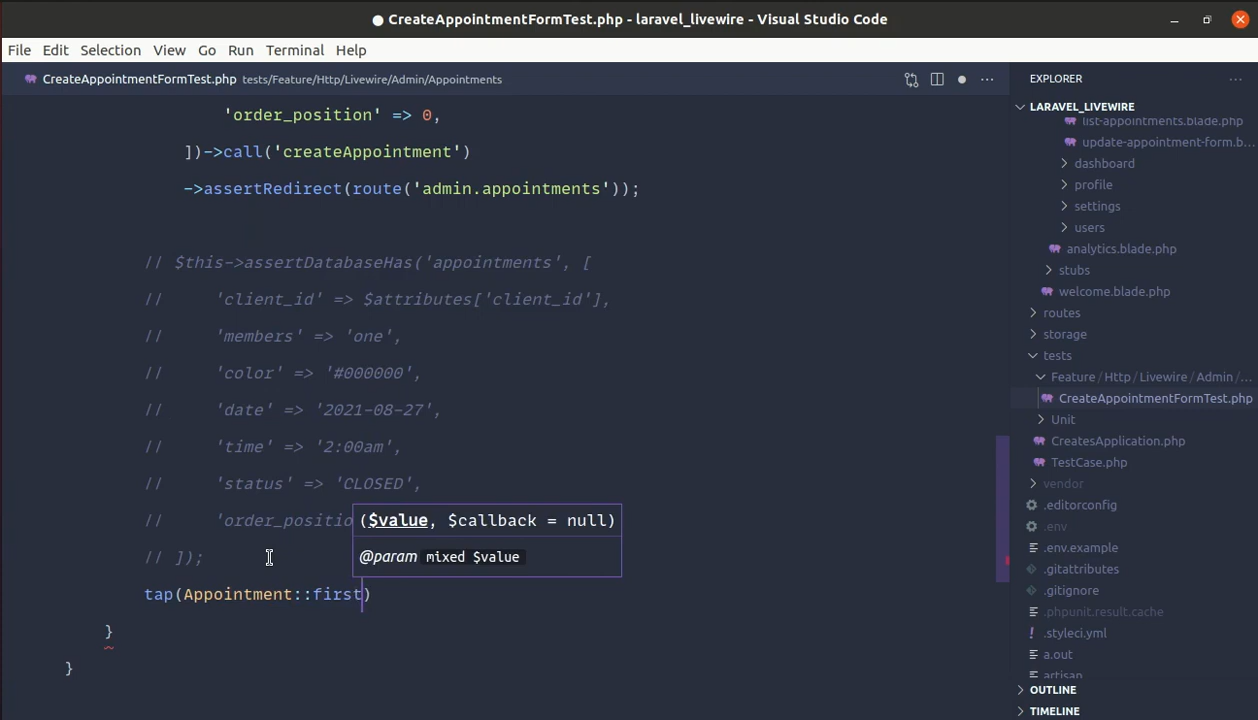 ● CreateAppointmentFormTest.php - laravel_livewire - Visual Studio Code
File Edit Selection View Go Run Terminal Help
CreateAppointmentFormTest.php tests/Feature/Http/Livewire/Admin/Appointments
'order_position' => 0,
])->call('createAppointment')
->assertRedirect(route('admin.appointments'));
// $this->assertDatabaseHas('appointments', [
// 'client_id' => $attributes['client_id'],
// 'members' => 'one',
// 'color' => '#000000',
// 'date' => '2021-08-27',
// 'time' => '2:00am',
// 'status' => 'CLOSED',
// 'order_positio
($value, $callback = null)
@param mixed $value
// ]);
tap(Appointment::first)
}
}
EXPLORER
LARAVEL_LIVEWIRE
list-appointments.blade.php
update-appointment-form.b...
dashboard
profile
settings
users
analytics.blade.php
stubs
welcome.blade.php
routes
storage
tests
Feature / Http / Livewire / Admin / ...
CreateAppointmentFormTest.php
Unit
CreatesApplication.php
TestCase.php
vendor
.editorconfig
.env
.env.example
.gitattributes
.gitignore
.phpunit.result.cache
.styleci.yml
a.out
artisan
OUTLINE
TIMELINE